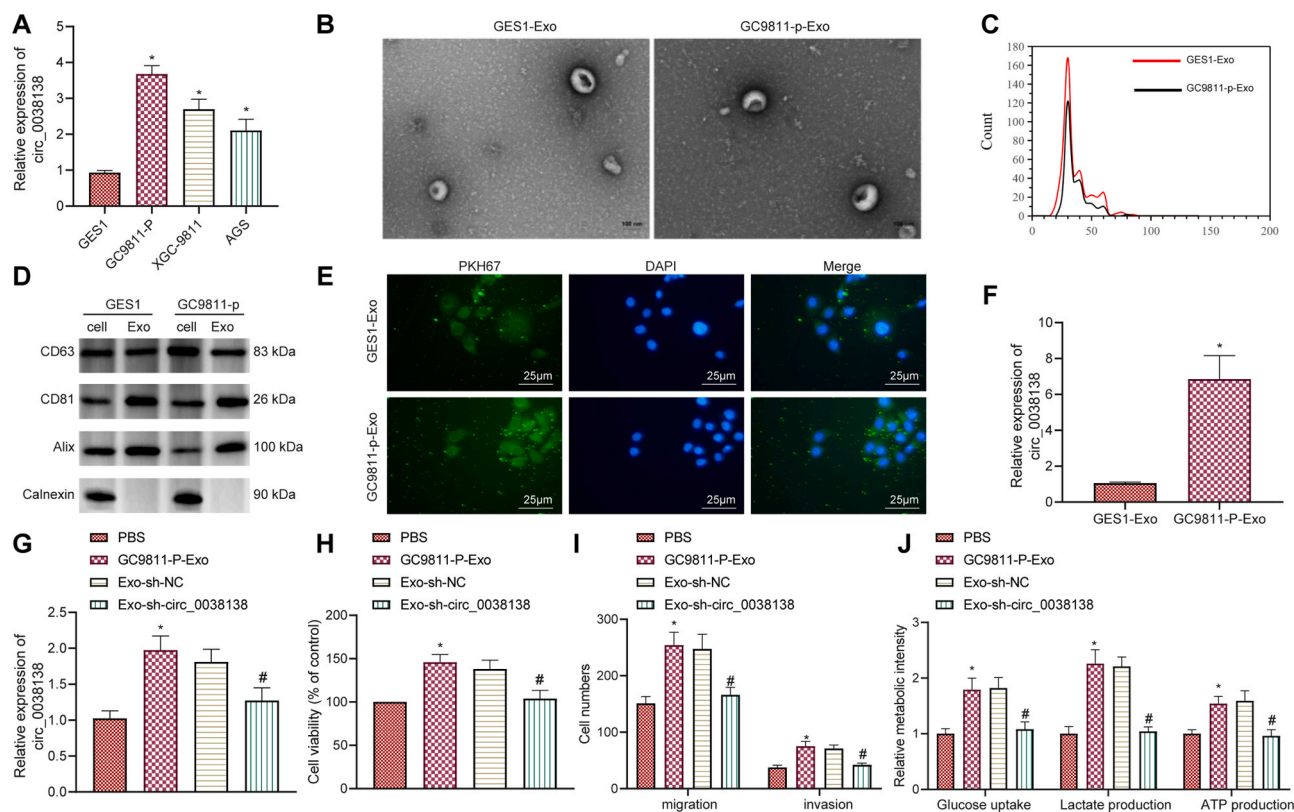 A
Relative expression of
circ_0038138
5
4
3
2
1
0
GES1
GC9811-P
XGC-9811
AGS
*
*
*
B
GES1-Exo
GC9811-p-Exo
100 nm
100 nm
C
Count
180
160
140
120
100
80
60
40
20
0
0
50
100
150
200
GES1-Exo
GC9811-p-Exo
D
GES1
GC9811-p
cell
Exo
cell
Exo
CD63
83 kDa
CD81
26 kDa
Alix
100 kDa
Calnexin
90 kDa
E
PKH67
DAPI
Merge
GES1-Exo
25μm
25μm
25μm
GC9811-p-Exo
25μm
25μm
25μm
F
Relative expression of
circ_0038138
10
8
6
4
2
0
*
GES1-Exo
GC9811-P-Exo
G
PBS
GC9811-P-Exo
Exo-sh-NC
Exo-sh-circ_0038138
Relative expression of
circ_0038138
2.5
2.0
1.5
1.0
0.5
0.0
*
#
H
PBS
GC9811-P-Exo
Exo-sh-NC
Exo-sh-circ_0038138
Cell viability (% of control)
200
150
100
50
0
*
#
I
PBS
GC9811-P-Exo
Exo-sh-NC
Exo-sh-circ_0038138
Cell numbers
300
200
100
0
*
#
*
#
migration
invasion
J
PBS
GC9811-P-Exo
Exo-sh-NC
Exo-sh-circ_0038138
Relative metabolic intensity
3
2
1
0
*
#
*
#
*
#
Glucose uptake
Lactate production
ATP production